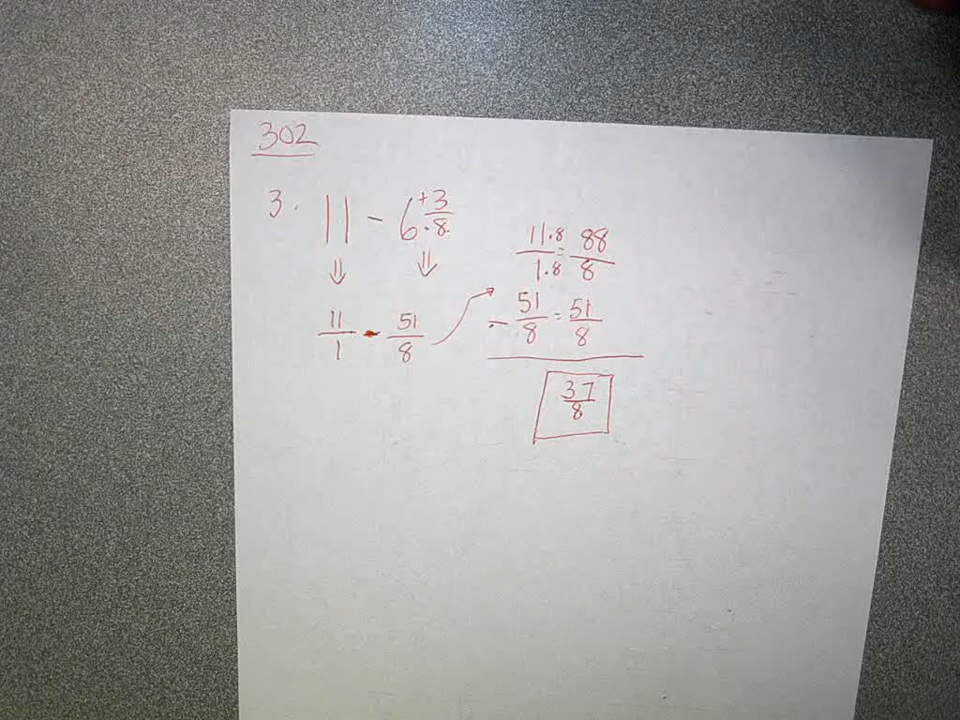 302
3. 11 - 6 + 3/·8
⇓ ⇓
11/1 - 51/8
11·8/1·8 = 88/8
- 51/8 = 51/8
37/8